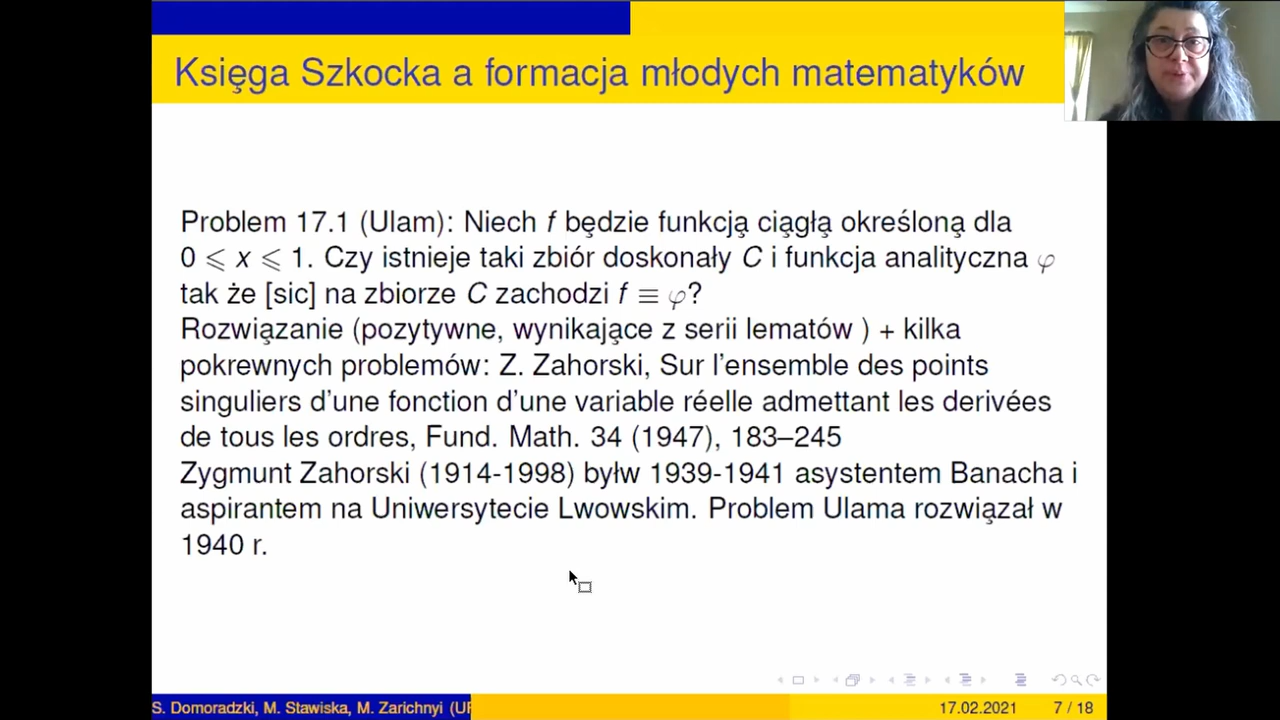 Księga Szkocka a formacja młodych matematyków
Problem 17.1 (Ulam): Niech f będzie funkcją ciągłą określoną dla
0 ⩽ x ⩽ 1. Czy istnieje taki zbiór doskonały C i funkcja analityczna φ
tak że [sic] na zbiorze C zachodzi f ≡ φ?
Rozwiązanie (pozytywne, wynikające z serii lematów ) + kilka
pokrewnych problemów: Z. Zahorski, Sur l'ensemble des points
singuliers d'une fonction d'une variable réelle admettant les derivées
de tous les ordres, Fund. Math. 34 (1947), 183–245
Zygmunt Zahorski (1914-1998) byłw 1939-1941 asystentem Banacha i
aspirantem na Uniwersytecie Lwowskim. Problem Ulama rozwiązał w
1940 r.
S. Domoradzki, M. Stawiska, M. Zarichnyi (UR
17.02.2021 7 / 18